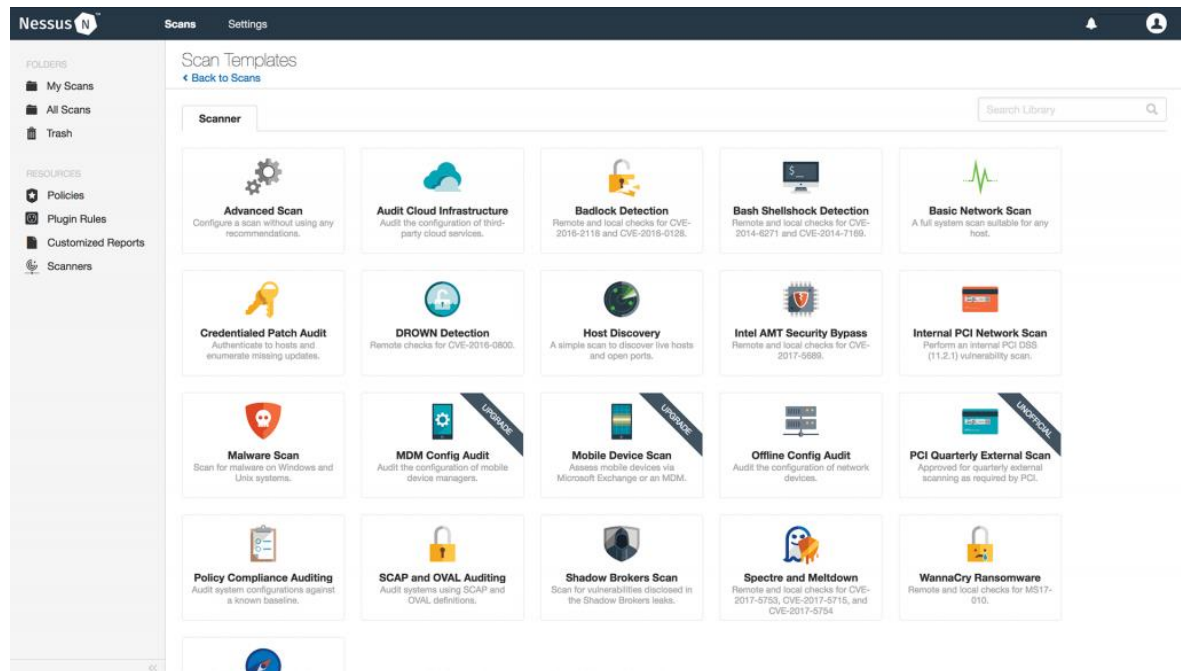 Nessus N
Scans Settings
FOLDERS
My Scans
All Scans
Trash
RESOURCES
Policies
Plugin Rules
Customized Reports
Scanners
Scan Templates
Back to Scans
Scanner
Search Library
Advanced Scan
Configure a scan without using any
recommendations.
Audit Cloud Infrastructure
Audit the configuration of third-
party cloud services.
Badlock Detection
Remote and local checks for CVE-
2016-2118 and CVE-2016-0128.
Bash Shellshock Detection
Remote and local checks for CVE-
2014-6271 and CVE-2014-7169.
Basic Network Scan
A full system scan suitable for any
host.
Credentialed Patch Audit
Authenticate to hosts and
enumerate missing updates.
DROWN Detection
Remote checks for CVE-2016-0800.
Host Discovery
A simple scan to discover live hosts
and open ports.
Intel AMT Security Bypass
Remote and local checks for CVE-
2017-5689.
Internal PCI Network Scan
Perform an internal PCI DSS
(11.2.1) vulnerability scan.
Malware Scan
Scan for malware on Windows and
Unix systems.
UPGRADE
MDM Config Audit
Audit the configuration of mobile
device managers.
UPGRADE
Mobile Device Scan
Assess mobile devices via
Microsoft Exchange or an MDM.
Offline Config Audit
Audit the configuration of network
devices.
UNOFFICIAL
PCI Quarterly External Scan
Approved for quarterly external
scanning as required by PCI.
Policy Compliance Auditing
Audit system configurations against
a known baseline.
SCAP and OVAL Auditing
Audit systems using SCAP and
OVAL definitions.
Shadow Brokers Scan
Scan for vulnerabilities disclosed in
the Shadow Brokers leaks.
Spectre and Meltdown
Remote and local checks for CVE-
2017-5753, CVE-2017-5715, and
CVE-2017-5754
WannaCry Ransomware
Remote and local checks for MS17-
010.